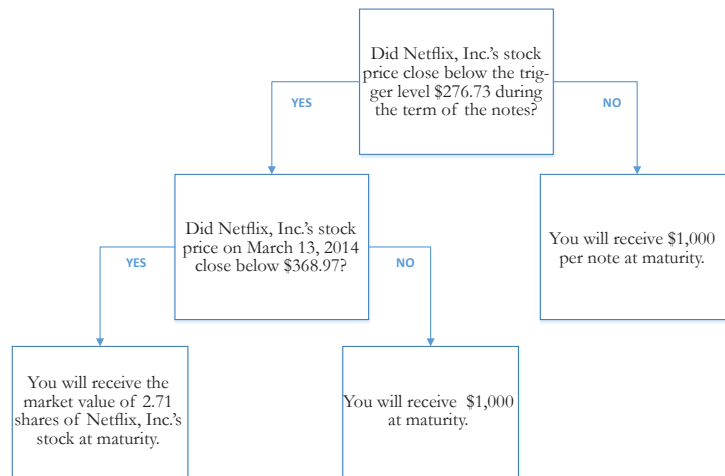 Did Netflix, Inc.'s stock
price close below the trig-
ger level $276.73 during
the term of the notes?
YES
NO
Did Netflix, Inc.'s stock
price on March 13, 2014
close below $368.97?
You will receive $1,000
per note at maturity.
YES
NO
You will receive the
market value of 2.71
shares of Netflix, Inc.'s
stock at maturity.
You will receive $1,000
at maturity.